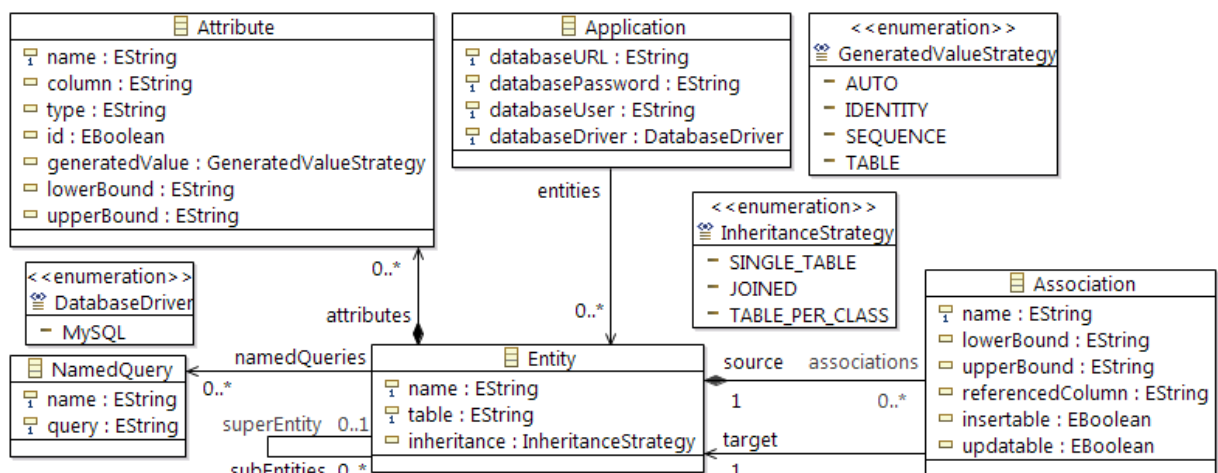 Attribute
name : EString
column : EString
type : EString
id : EBoolean
generatedValue : GeneratedValueStrategy
lowerBound : EString
upperBound : EString
Application
databaseURL : EString
databasePassword : EString
databaseUser : EString
databaseDriver : DatabaseDriver
<<enumeration>>
GeneratedValueStrategy
AUTO
IDENTITY
SEQUENCE
TABLE
entities
0..*
<<enumeration>>
InheritanceStrategy
SINGLE_TABLE
JOINED
TABLE_PER_CLASS
<<enumeration>>
DatabaseDriver
MySQL
0..*
attributes
Association
name : EString
lowerBound : EString
upperBound : EString
referencedColumn : EString
insertable : EBoolean
updatable : EBoolean
NamedQuery
name : EString
query : EString
namedQueries
0..*
Entity
name : EString
table : EString
inheritance : InheritanceStrategy
source associations
1 0..*
superEntity 0..1
subEntities 0..*
target
1